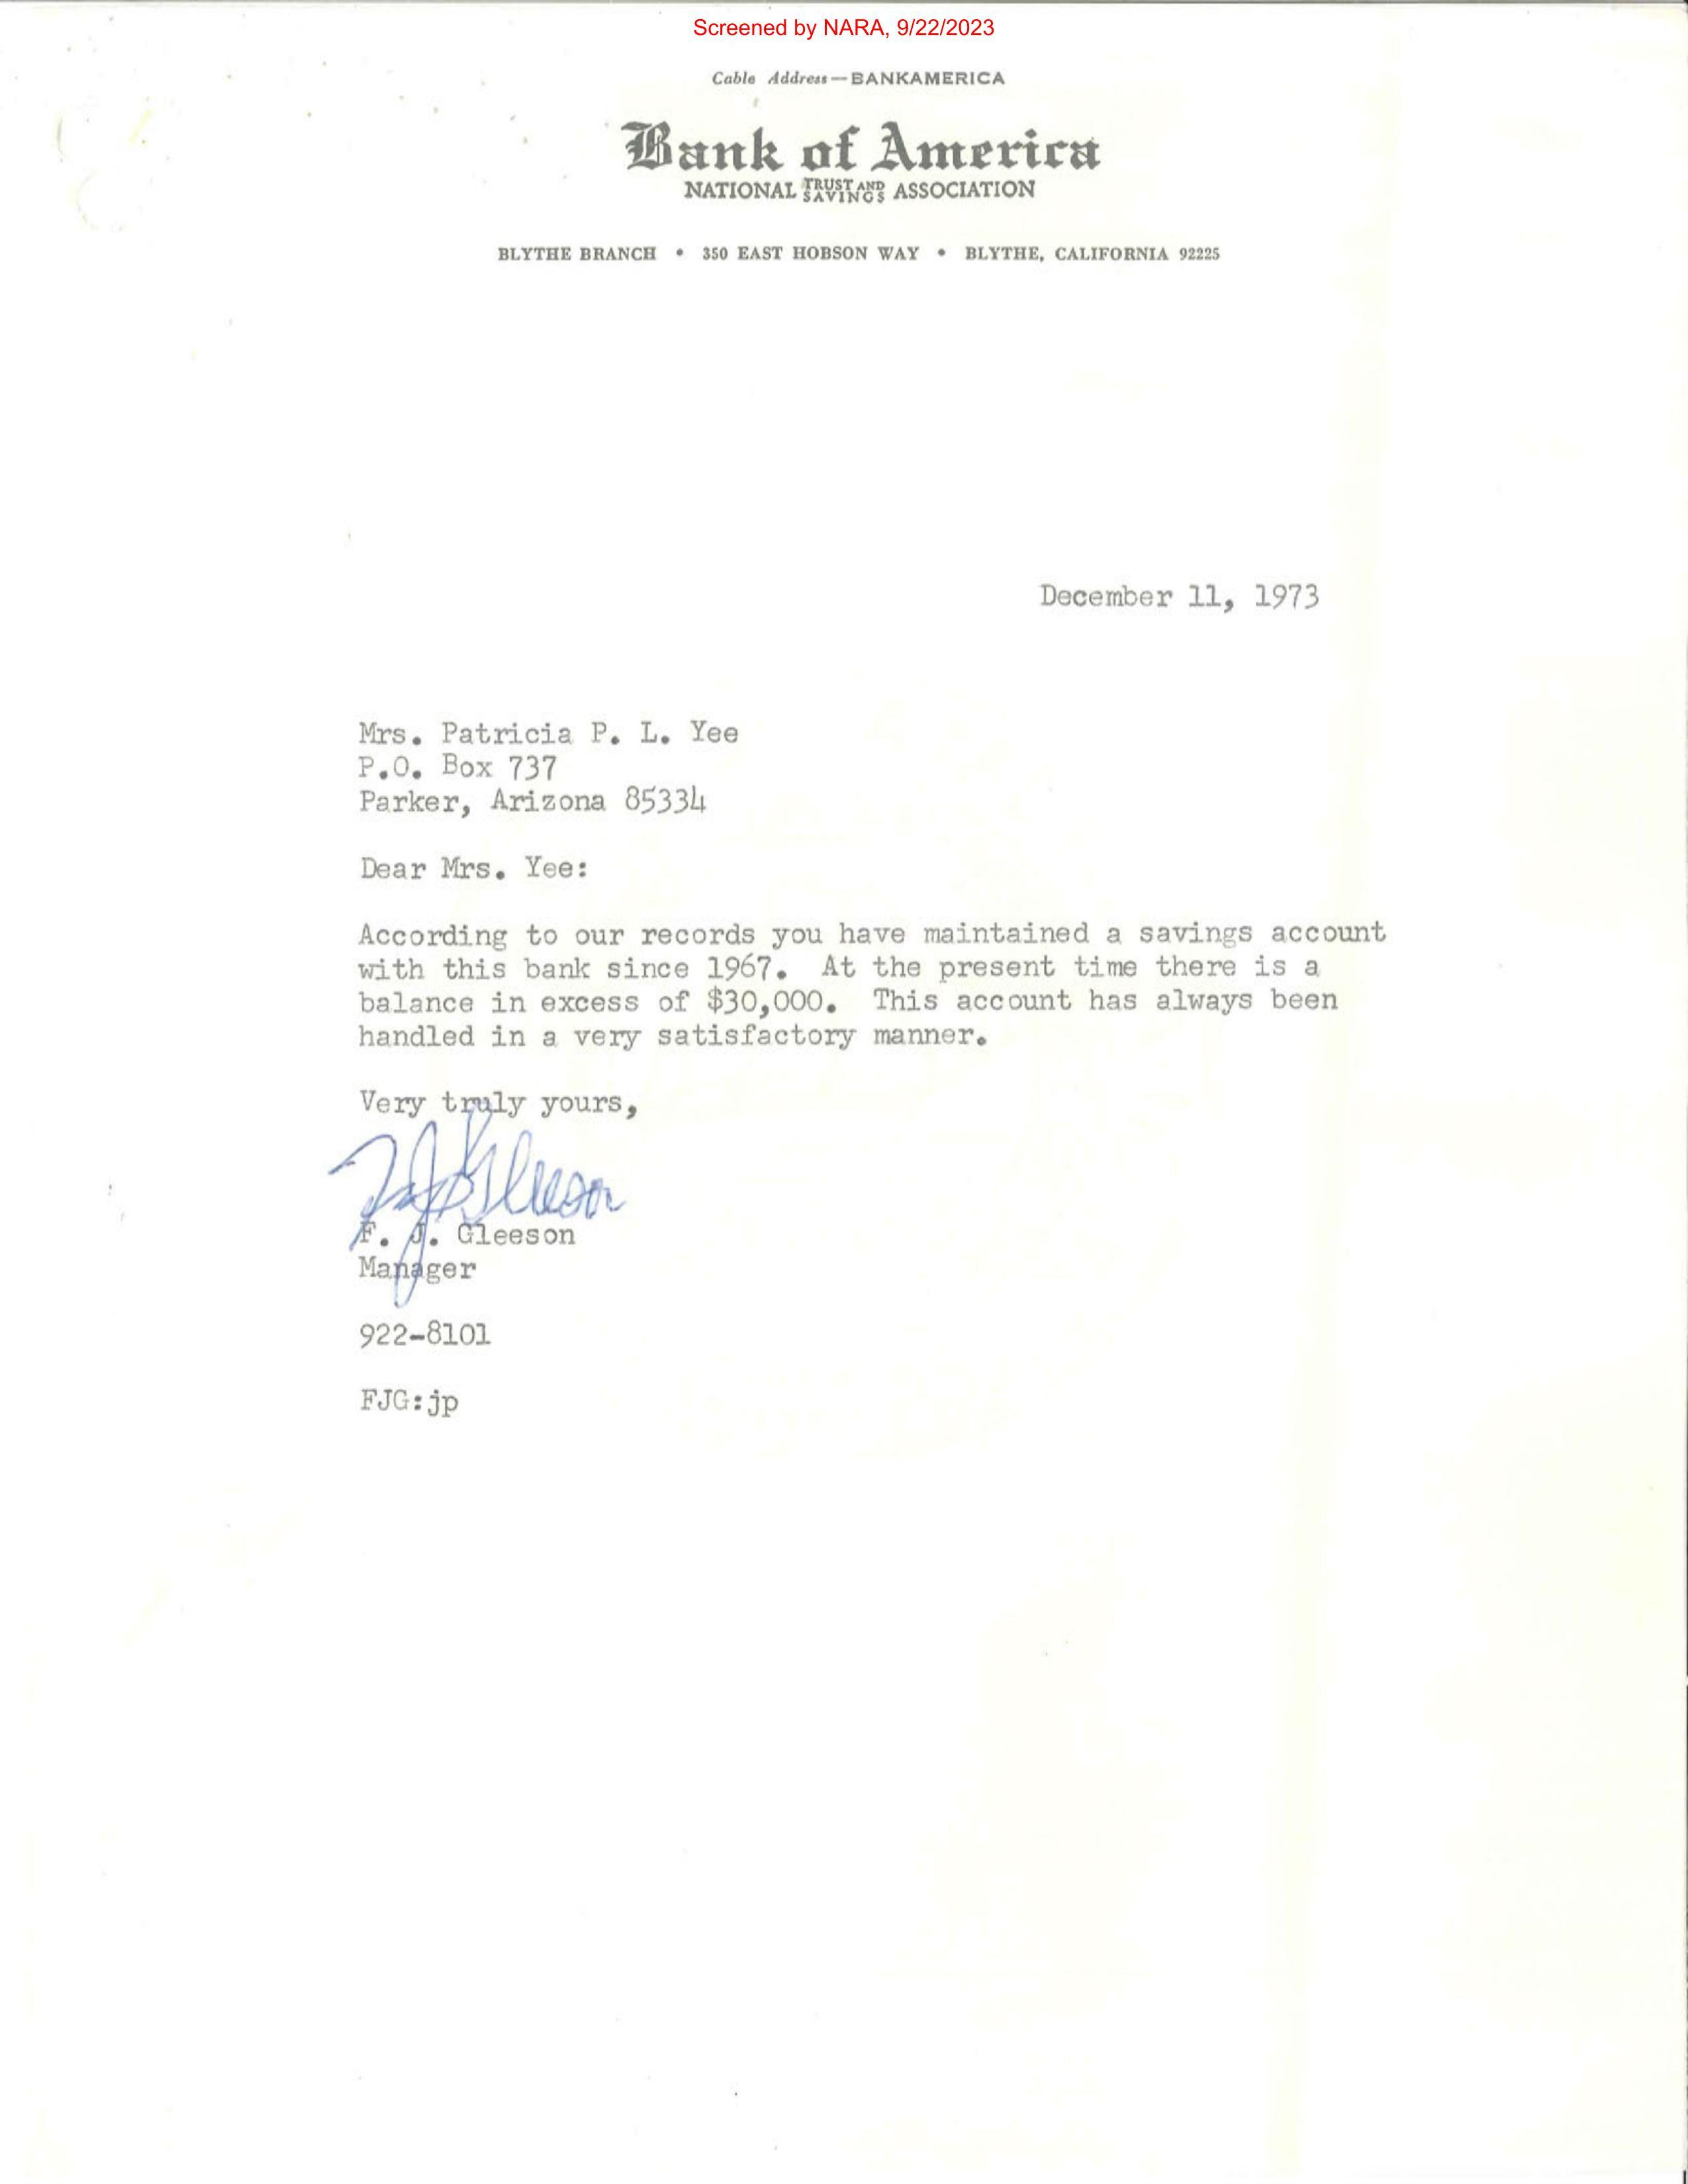 Screened by NARA, 9/22/2023
Cable Address—BANKAMERICA
Bank of America
NATIONAL TRUST AND SAVINGS ASSOCIATION
BLYTHE BRANCH • 350 EAST HOBSON WAY • BLYTHE, CALIFORNIA 92225
December 11, 1973
Mrs. Patricia P. L. Yee
P.O. Box 737
Parker, Arizona 85334
Dear Mrs. Yee:
According to our records you have maintained a savings account
with this bank since 1967. At the present time there is a
balance in excess of $30,000. This account has always been
handled in a very satisfactory manner.
Very truly yours,
F J Gleeson
F. J. Gleeson
Manager
922-8101
FJG:jp